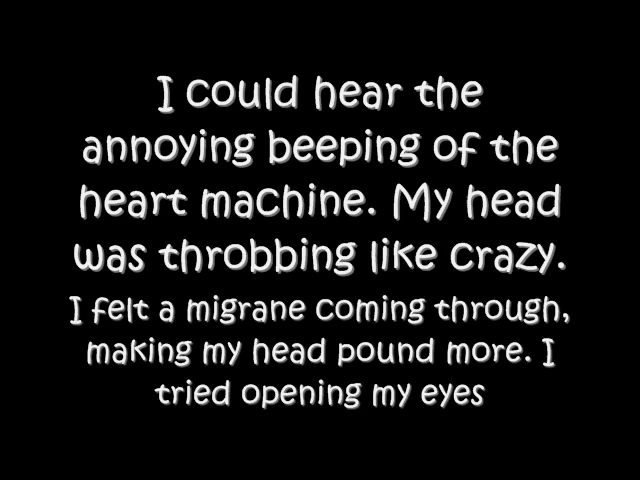 I could hear the
annoying beeping of the
heart machine. My head
was throbbing like crazy.
I felt a migrane coming through,
making my head pound more. I
tried opening my eyes